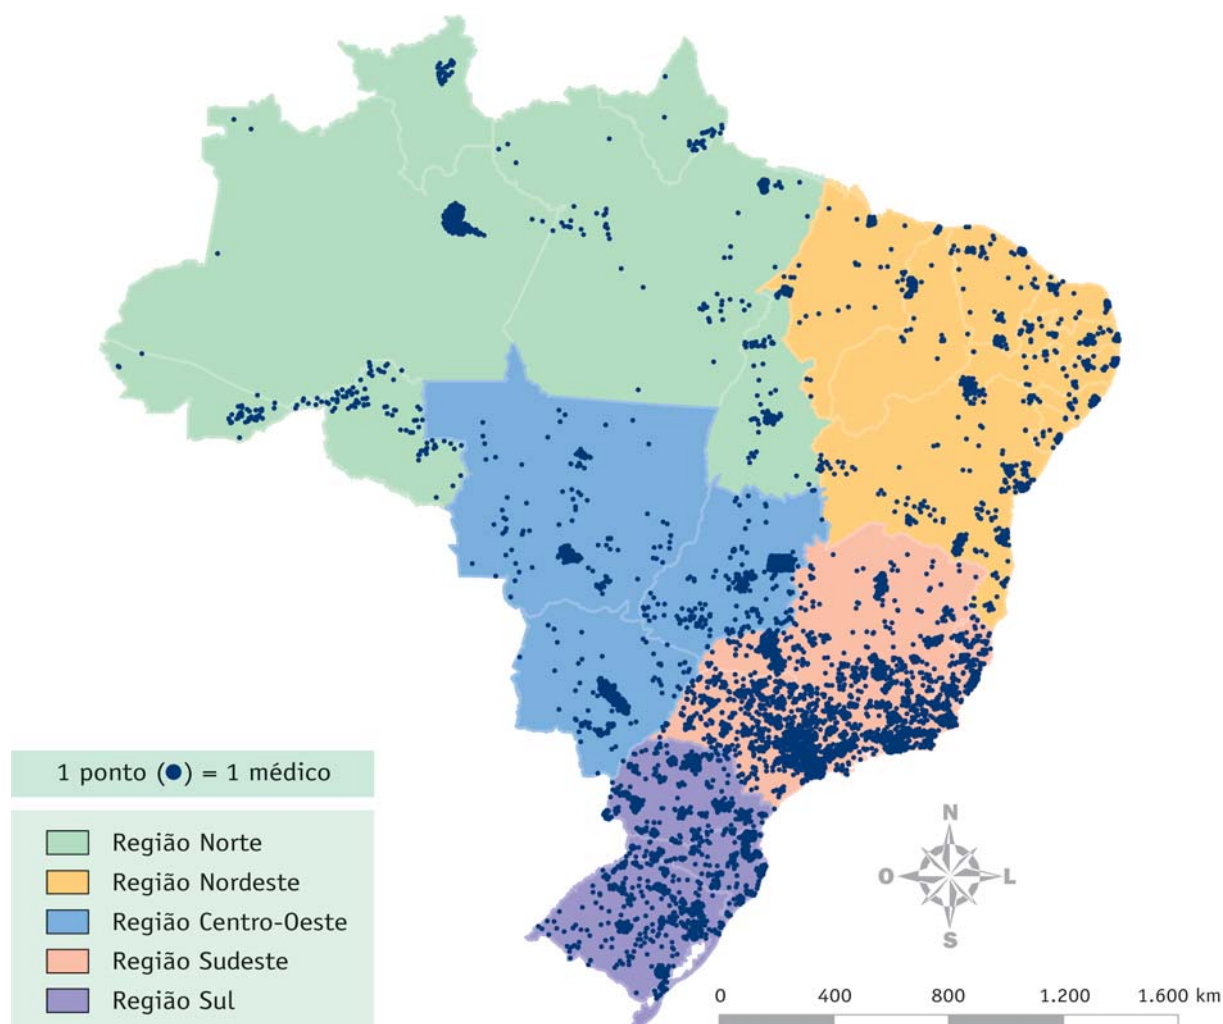 1 ponto (●) = 1 médico
Região Norte
Região Nordeste
Região Centro-Oeste
Região Sudeste
Região Sul
N
O L
S
0 400 800 1.200 1.600 km